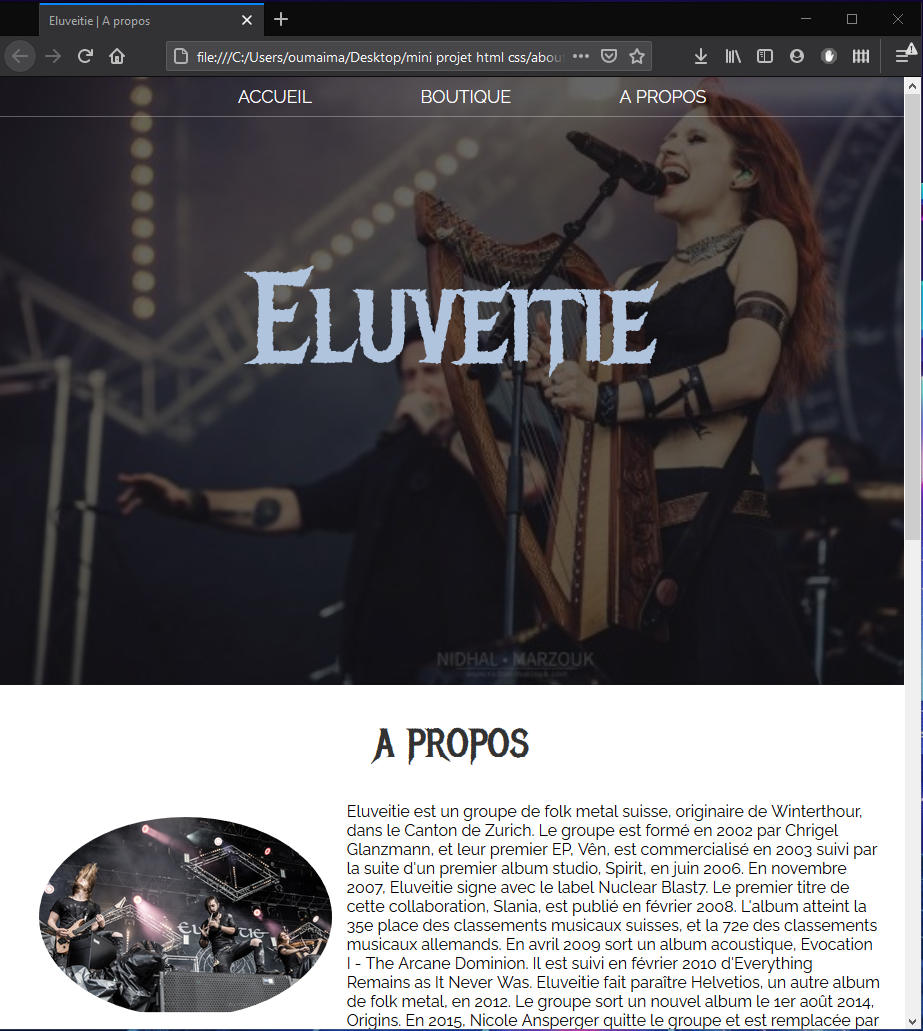 Eluveitie | A propos
file:///C:/Users/oumaima/Desktop/mini projet html css/about
ACCUEIL BOUTIQUE A PROPOS
ELUVEITIE
NIDHAL • MARZOUK
A PROPOS
Eluveitie est un groupe de folk metal suisse, originaire de Winterthour,
dans le Canton de Zurich. Le groupe est formé en 2002 par Chrigel
Glanzmann, et leur premier EP, Vên, est commercialisé en 2003 suivi par
la suite d'un premier album studio, Spirit, en juin 2006. En novembre
2007, Eluveitie signe avec le label Nuclear Blast7. Le premier titre de
cette collaboration, Slania, est publié en février 2008. L'album atteint la
35e place des classements musicaux suisses, et la 72e des classements
musicaux allemands. En avril 2009 sort un album acoustique, Evocation
I - The Arcane Dominion. Il est suivi en février 2010 d'Everything
Remains as It Never Was. Eluveitie fait paraître Helvetios, un autre album
de folk metal, en 2012. Le groupe sort un nouvel album le 1er août 2014,
Origins. En 2015, Nicole Ansperger quitte le groupe et est remplacée par